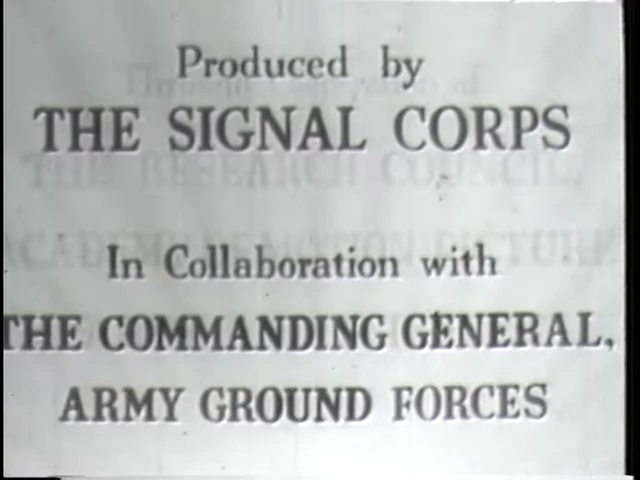 Produced by
THE SIGNAL CORPS
In Collaboration with
THE COMMANDING GENERAL,
ARMY GROUND FORCES